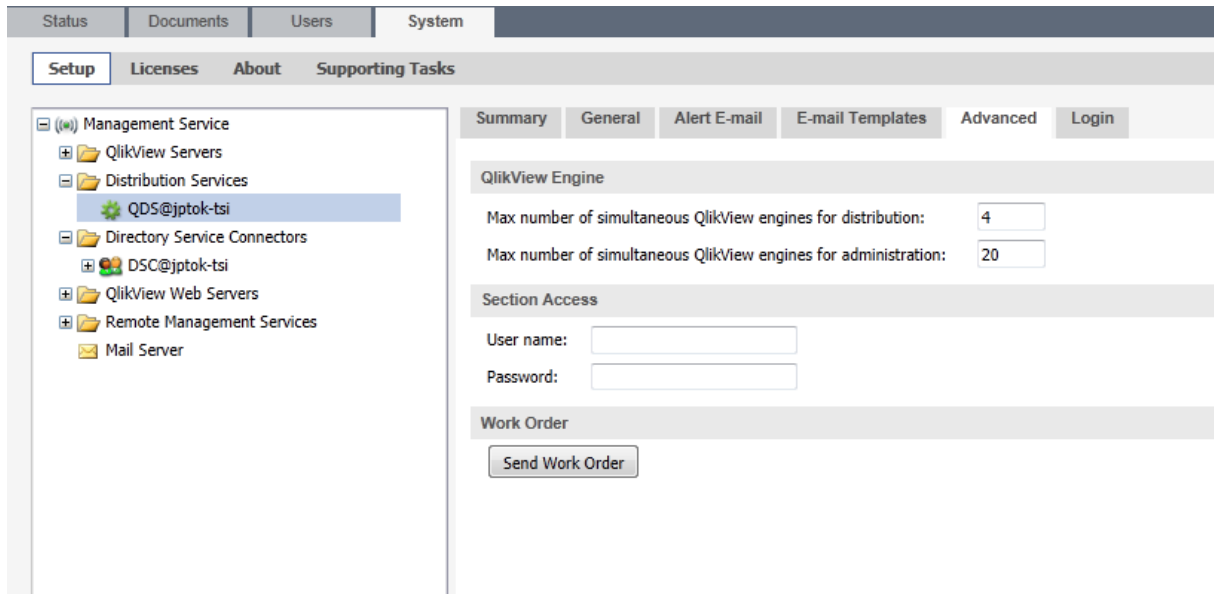 Status Documents Users System
Setup Licenses About Supporting Tasks
Management Service
QlikView Servers
Distribution Services
QDS@jptok-tsi
Directory Service Connectors
DSC@jptok-tsi
QlikView Web Servers
Remote Management Services
Mail Server
Summary General Alert E-mail E-mail Templates Advanced Login
QlikView Engine
Max number of simultaneous QlikView engines for distribution: 4
Max number of simultaneous QlikView engines for administration: 20
Section Access
User name:
Password:
Work Order
Send Work Order